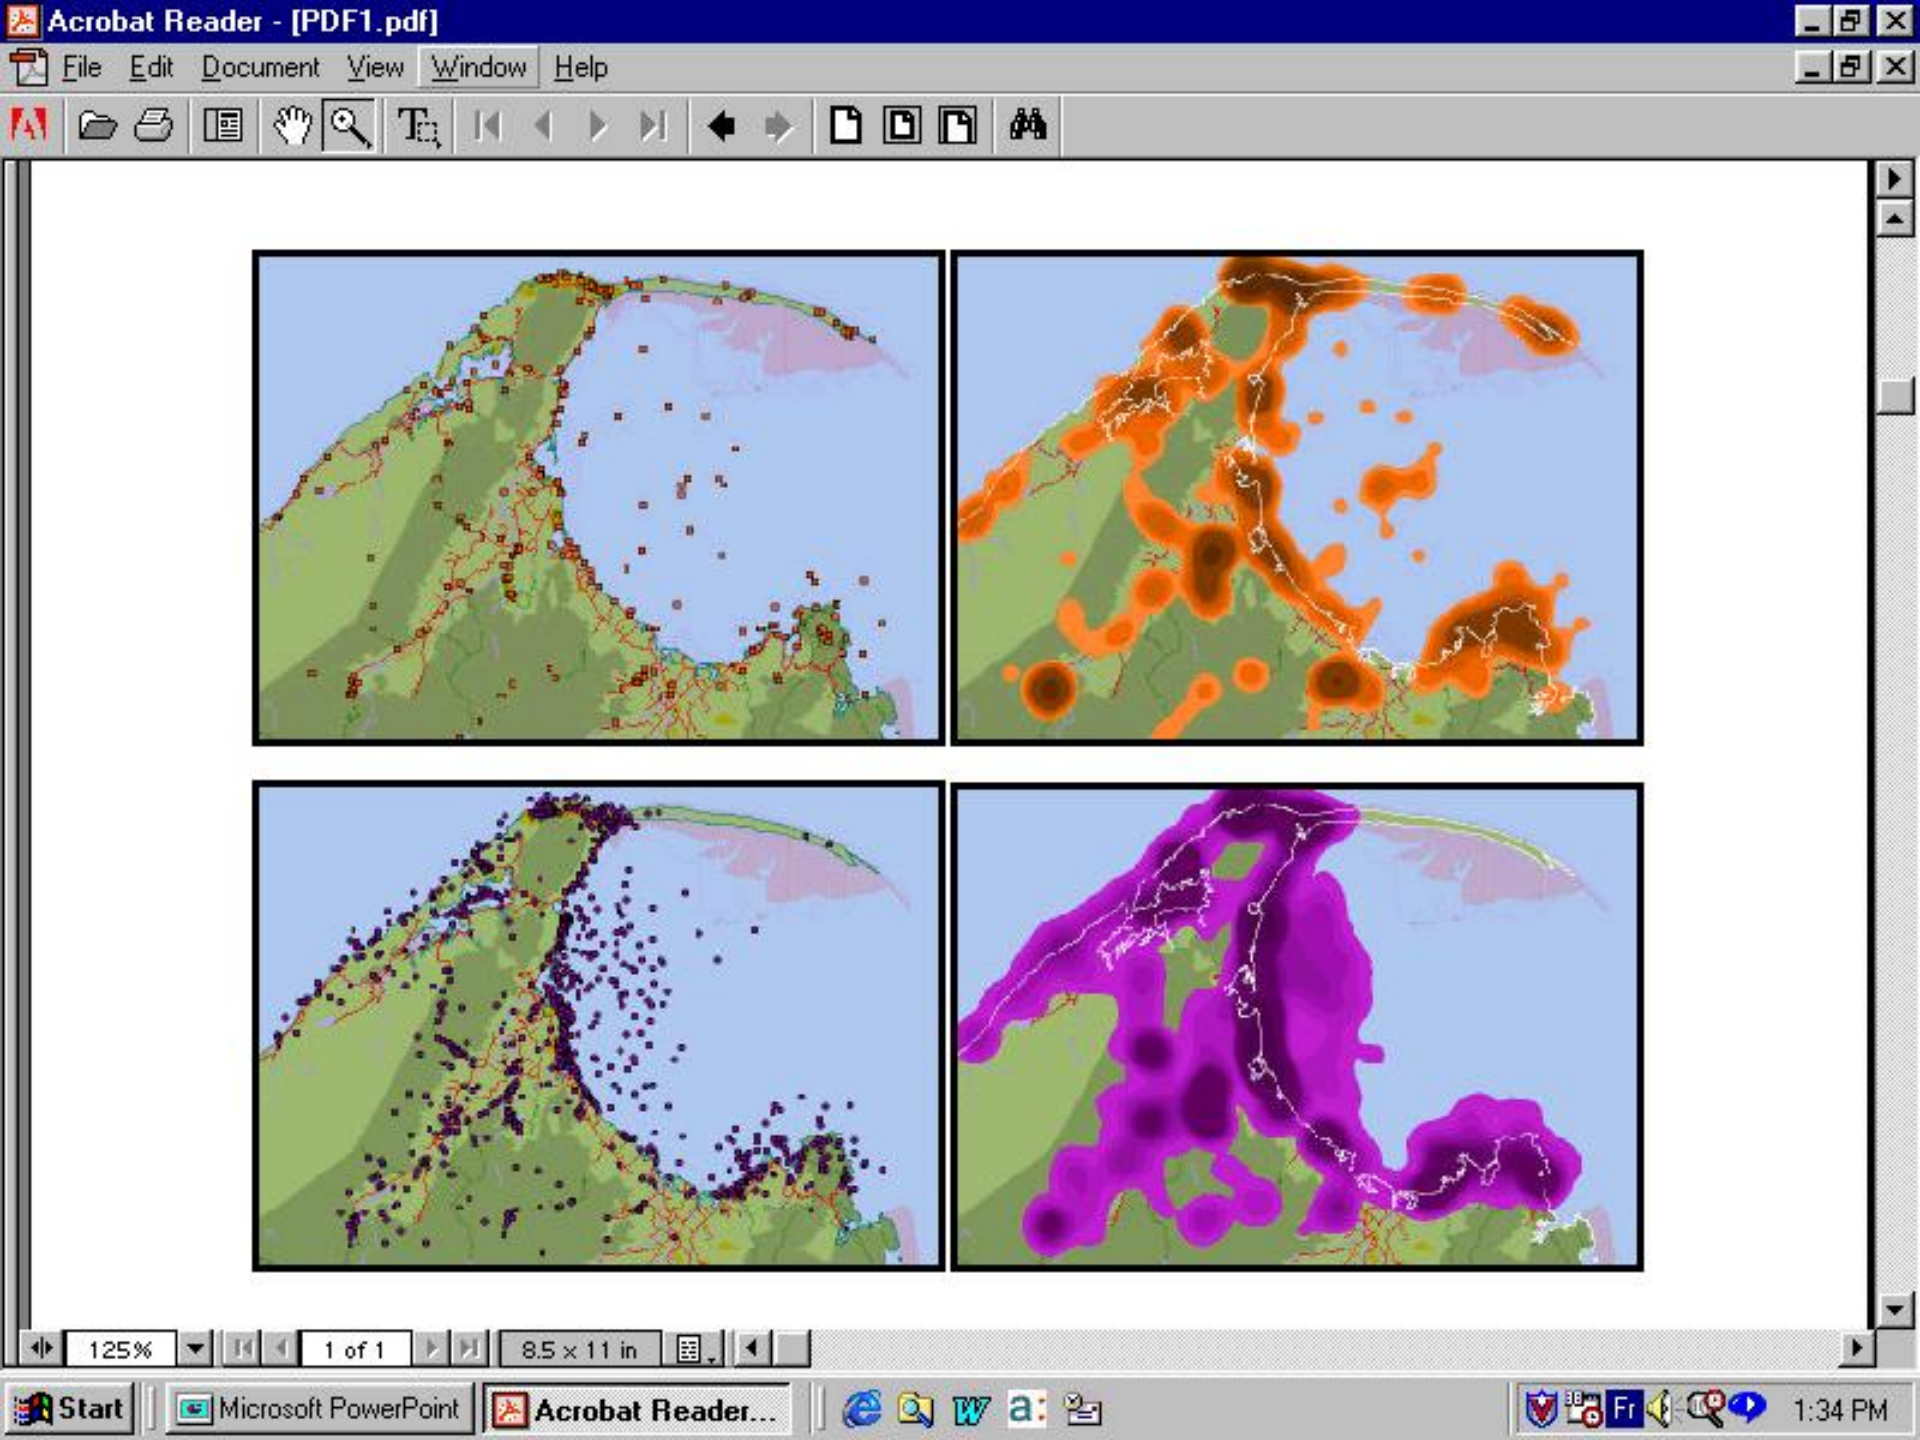 Acrobat Reader - [PDF1.pdf]
File Edit Document View Window Help
125% 1 of 1 8.5 x 11 in
Start Microsoft PowerPoint Acrobat Reader... Fr 1:34 PM